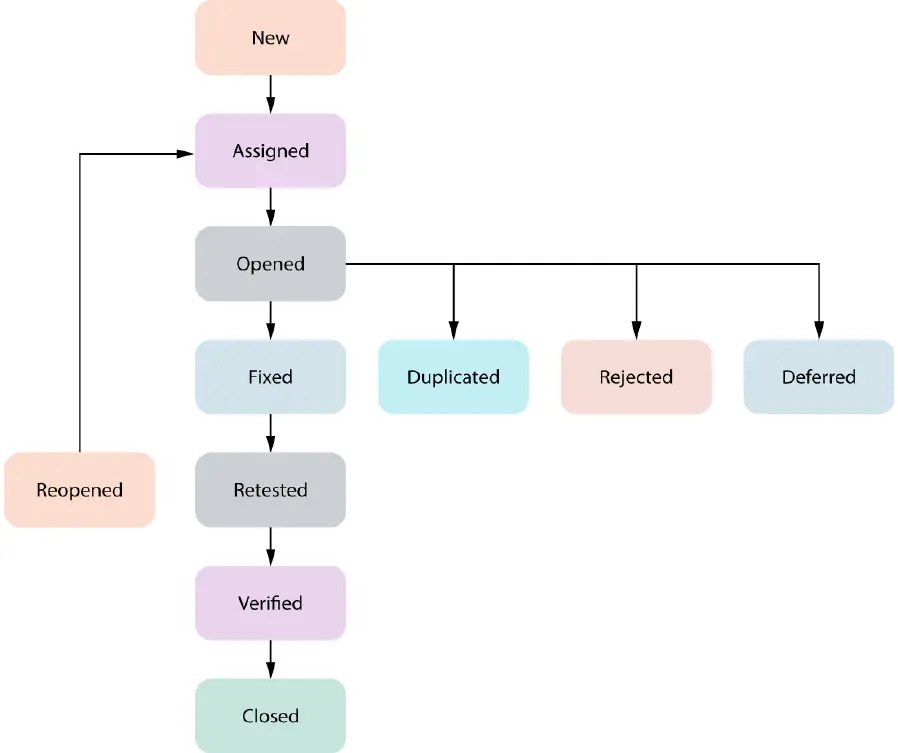 New
Assigned
Opened
Fixed
Duplicated
Rejected
Deferred
Reopened
Retested
Verified
Closed